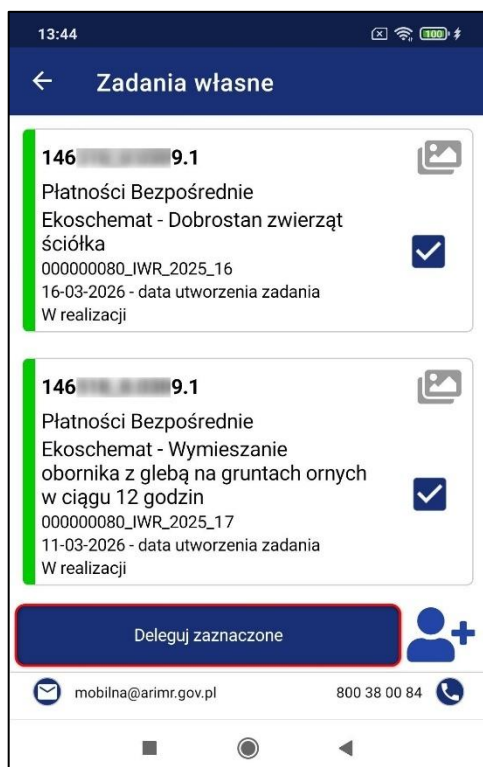 13:44
100
Zadania własne
146 9.1
Płatności Bezpośrednie
Ekoschemat - Dobrostan zwierząt
ściółka
000000080_IWR_2025_16
16-03-2026 - data utworzenia zadania
W realizacji
146 9.1
Płatności Bezpośrednie
Ekoschemat - Wymieszanie
obornika z glebą na gruntach ornych
w ciągu 12 godzin
000000080_IWR_2025_17
11-03-2026 - data utworzenia zadania
W realizacji
Deleguj zaznaczone
mobilna@arimr.gov.pl 800 38 00 84